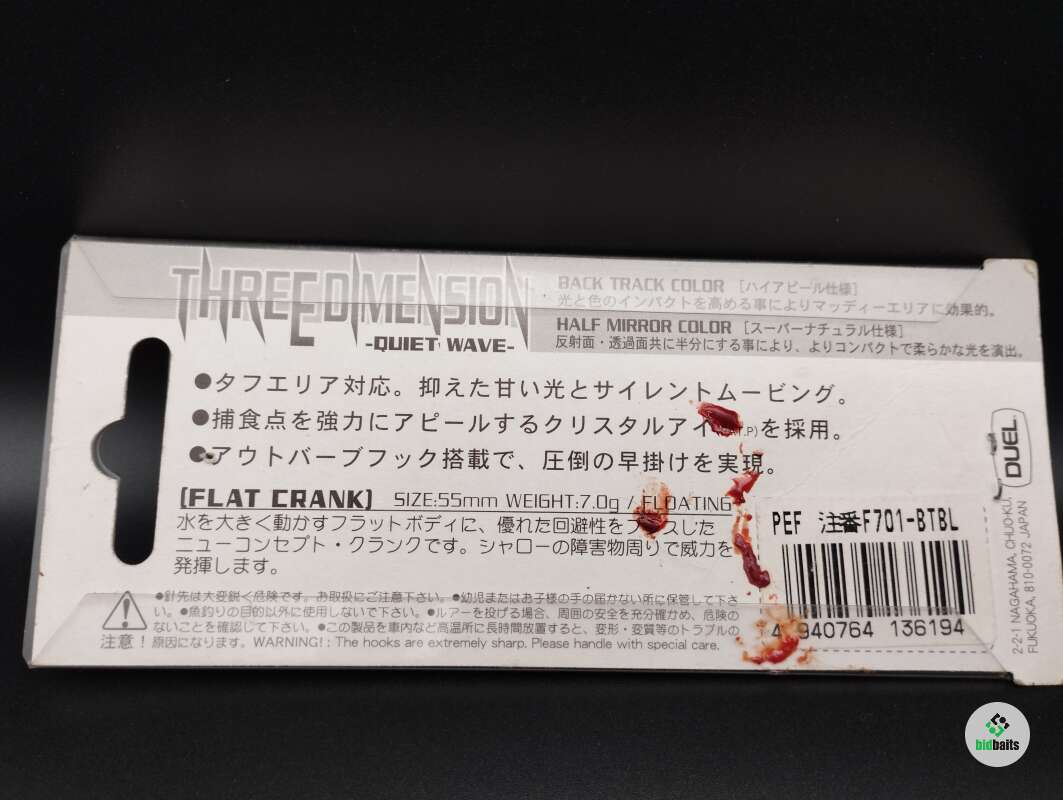 THREE DIMENSION
-QUIET WAVE-
BACK TRACK COLOR [ハイアピール仕様]
光と色のインパクトを高める事によりマッディーエリアに効果的。
HALF MIRROR COLOR [スーパーナチュラル仕様]
反射面・透過面共に半分にする事により、よりコンパクトで柔らかな光を演出。
●タフエリア対応。抑えた甘い光とサイレントムービング。
●捕食点を強力にアピールするクリスタルアイ .P)を採用。
●アウトバーブフック搭載で、圧倒の早掛けを実現。
[FLAT CRANK] SIZE:55mm WEIGHT:7.0g / FLOATING
水を大きく動かすフラットボディに、優れた回避性を スした
ニューコンセプト・クランクです。シャローの障害物周りで威力を
発揮します。
●針先は大変鋭く危険です。お取扱にご注意下さい。●幼児またはお子様の手の届かない所に保管して下さ
い。●魚釣りの目的以外に使用しないで下さい。●ルアーを投げる場合、周囲の安全を充分確かめ、危険の
ないことを確認して下さい。●この製品を車内など高温所に長時間放置すると、変形・変質等のトラブルの
注意! 原因になります。 WARNING! : The hooks are extremely sharp. Please handle with special care.
PEF 注番F701-BTBL
4 940764 136194
DUEL
2-2-1 NAGAHAMA, CHUO-KU,
FUKUOKA, 810-0072 JAPAN
bidbaits